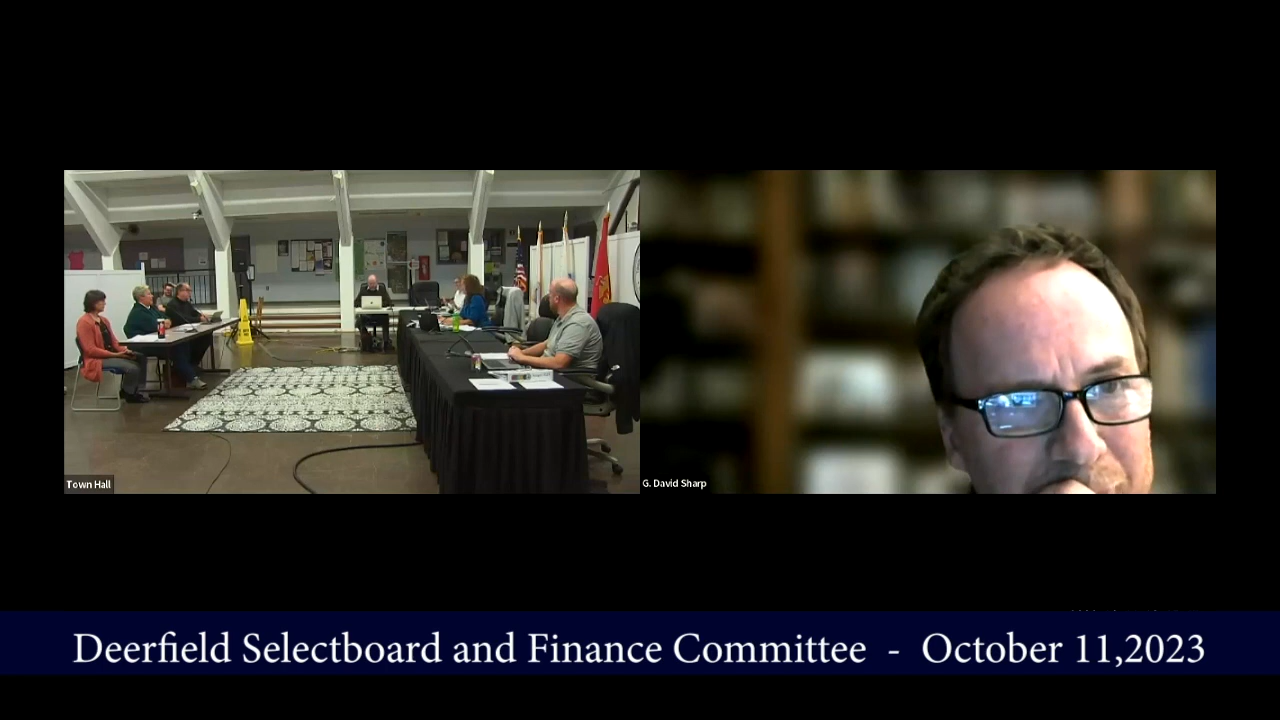 Town Hall
G. David Sharp
Deerfield Selectboard and Finance Committee - October 11,2023